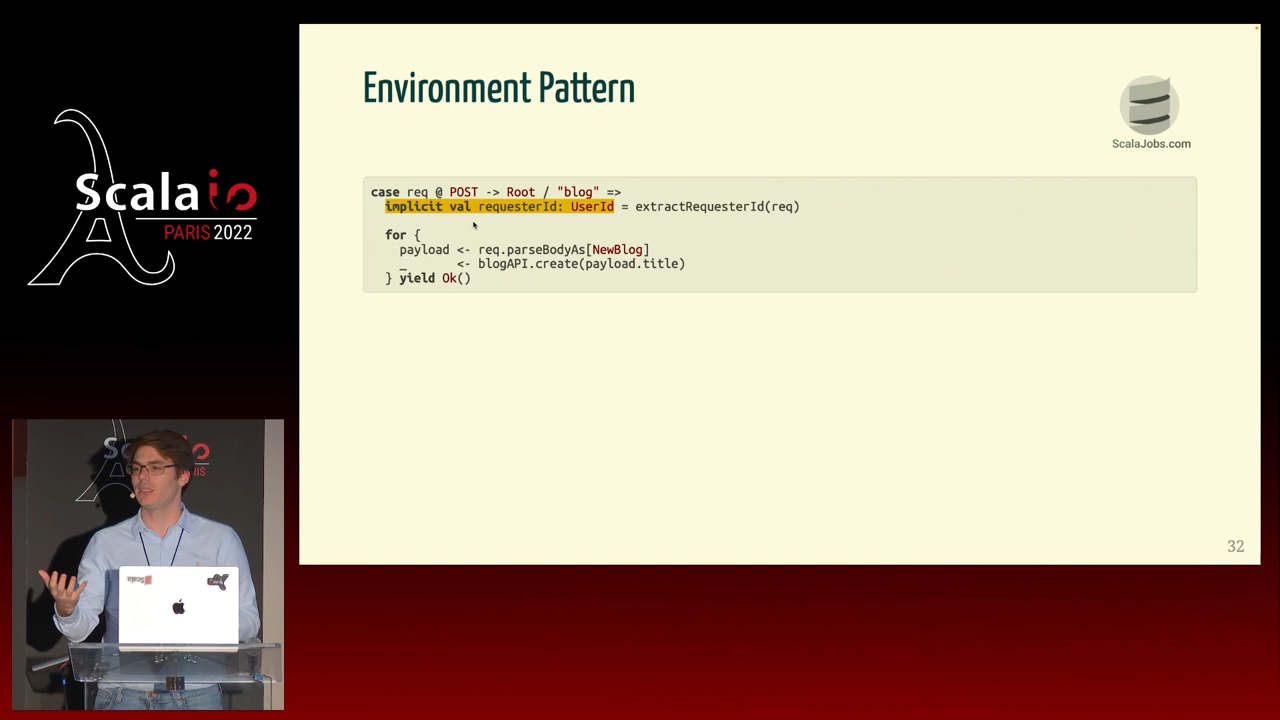 Environment Pattern
ScalaJobs.com
Scala io
PARIS 2022
case req @ POST -> Root / "blog" =>
  implicit val requesterId: UserId = extractRequesterId(req)
  for {
    payload <- req.parseBodyAs[NewBlog]
    _       <- blogAPI.create(payload.title)
  } yield Ok()
32
Scala